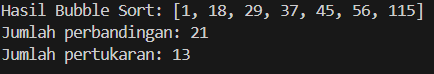 Hasil Bubble Sort: [1, 18, 29, 37, 45, 56, 115]
Jumlah perbandingan: 21
Jumlah pertukaran: 13